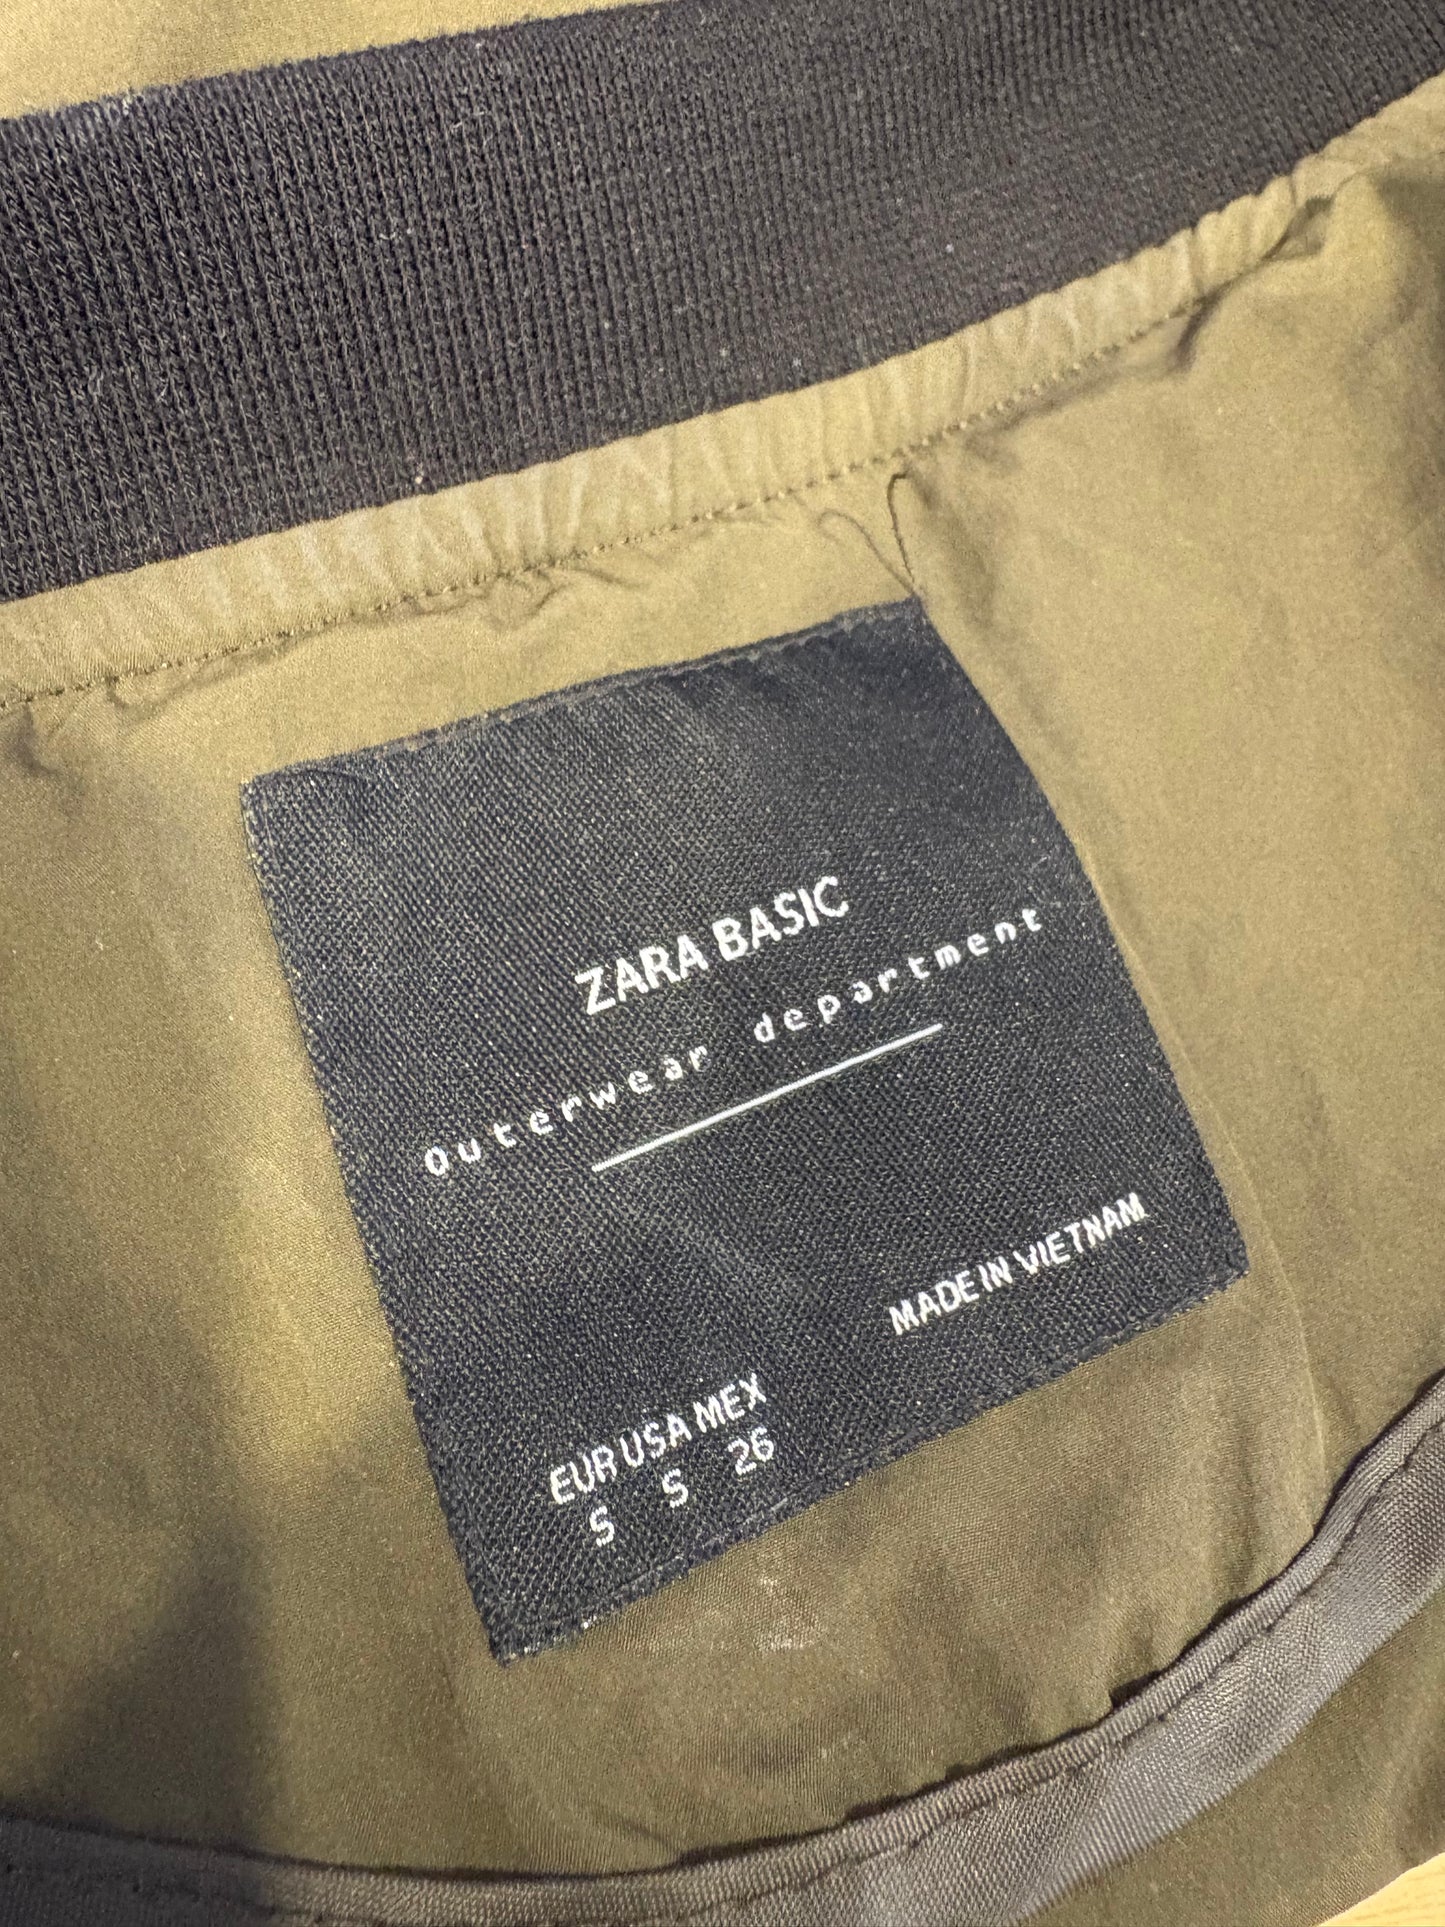 ZARA BASIC
Outerwear department
MADE IN VIETNAM
EUR USA MEX
S S 26